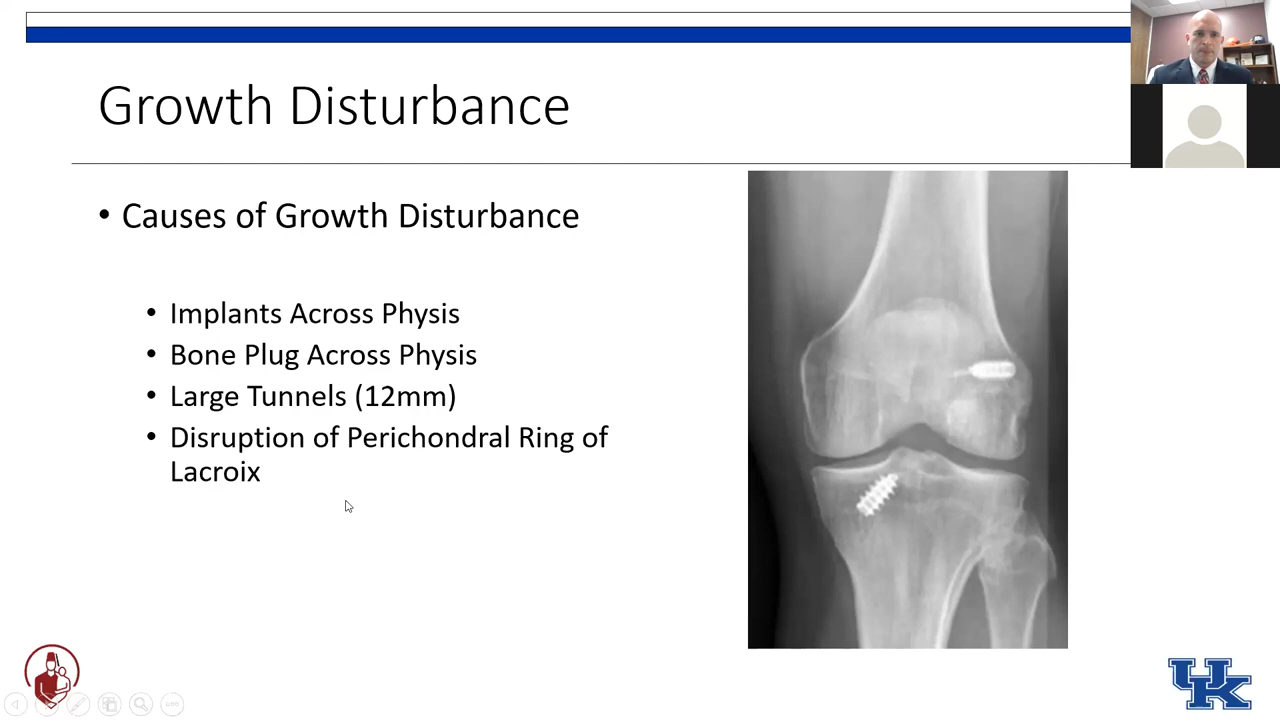 Growth Disturbance
• Causes of Growth Disturbance
• Implants Across Physis
• Bone Plug Across Physis
• Large Tunnels (12mm)
• Disruption of Perichondral Ring of
Lacroix
UK